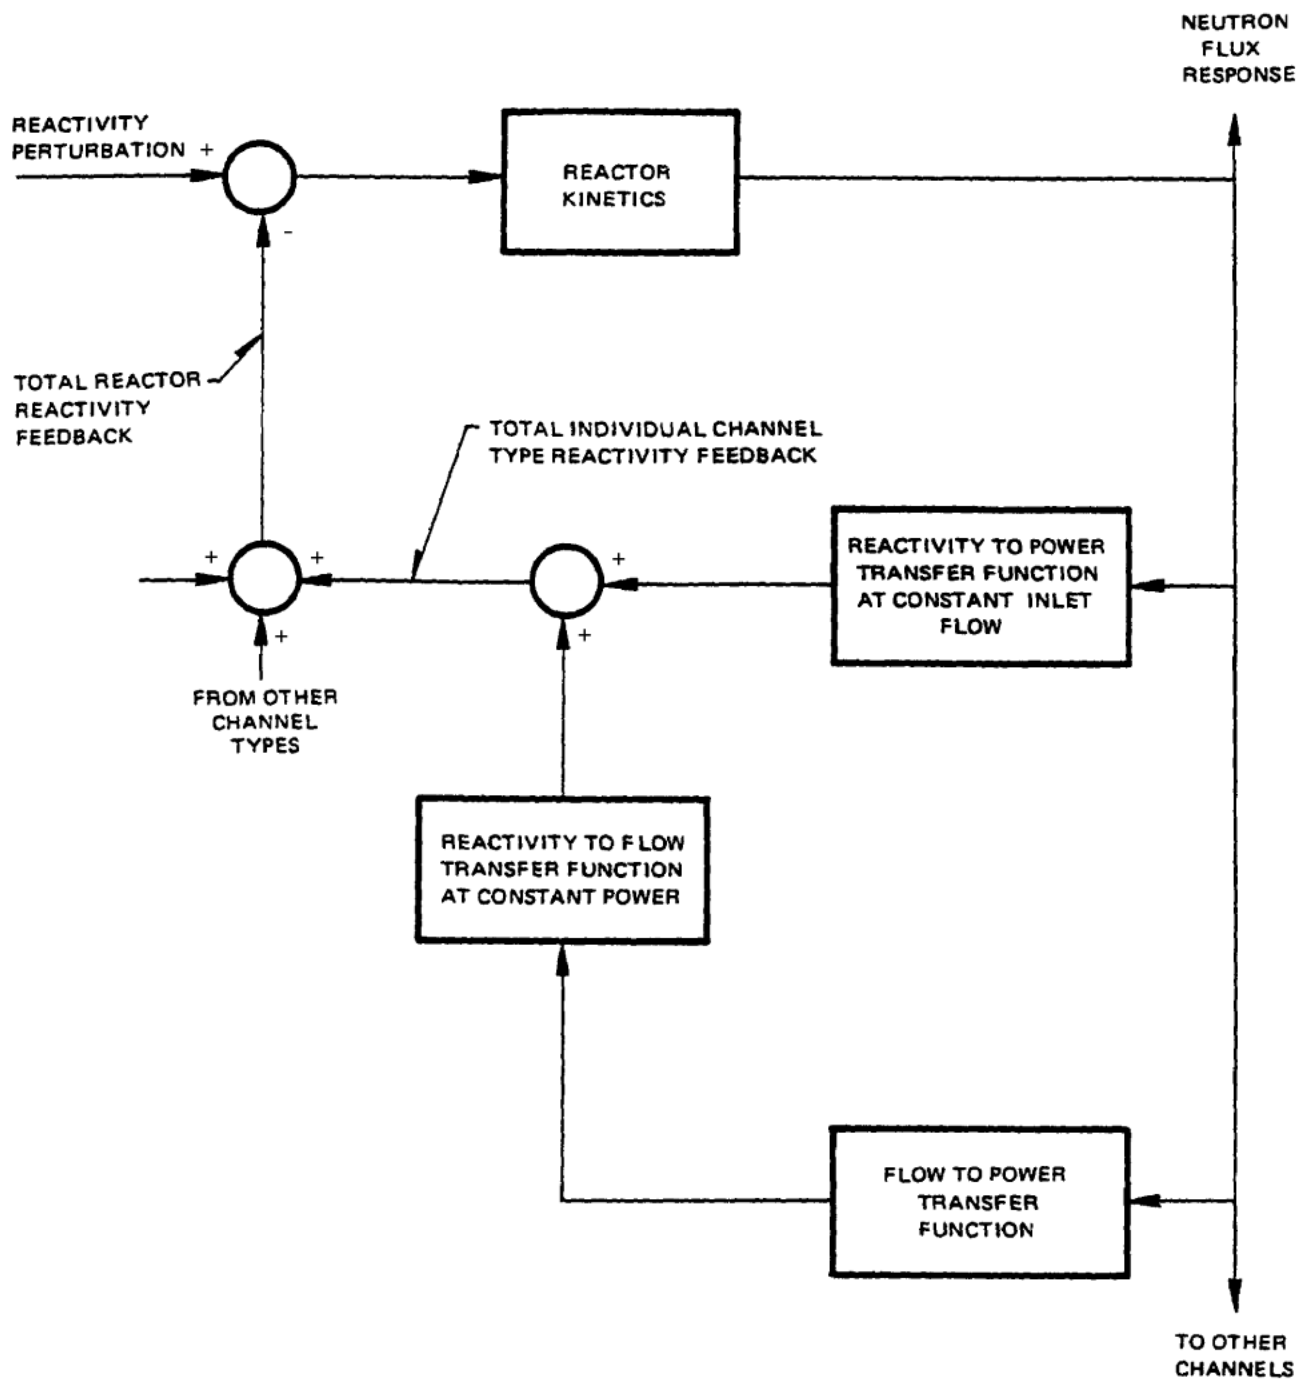 NEUTRON
FLUX
RESPONSE
REACTIVITY
PERTURBATION +
REACTOR
KINETICS
-
TOTAL REACTOR
REACTIVITY
FEEDBACK
TOTAL INDIVIDUAL CHANNEL
TYPE REACTIVITY FEEDBACK
+ + +
REACTIVITY TO POWER
TRANSFER FUNCTION
AT CONSTANT INLET
FLOW
+ +
FROM OTHER
CHANNEL
TYPES
REACTIVITY TO FLOW
TRANSFER FUNCTION
AT CONSTANT POWER
FLOW TO POWER
TRANSFER
FUNCTION
TO OTHER
CHANNELS